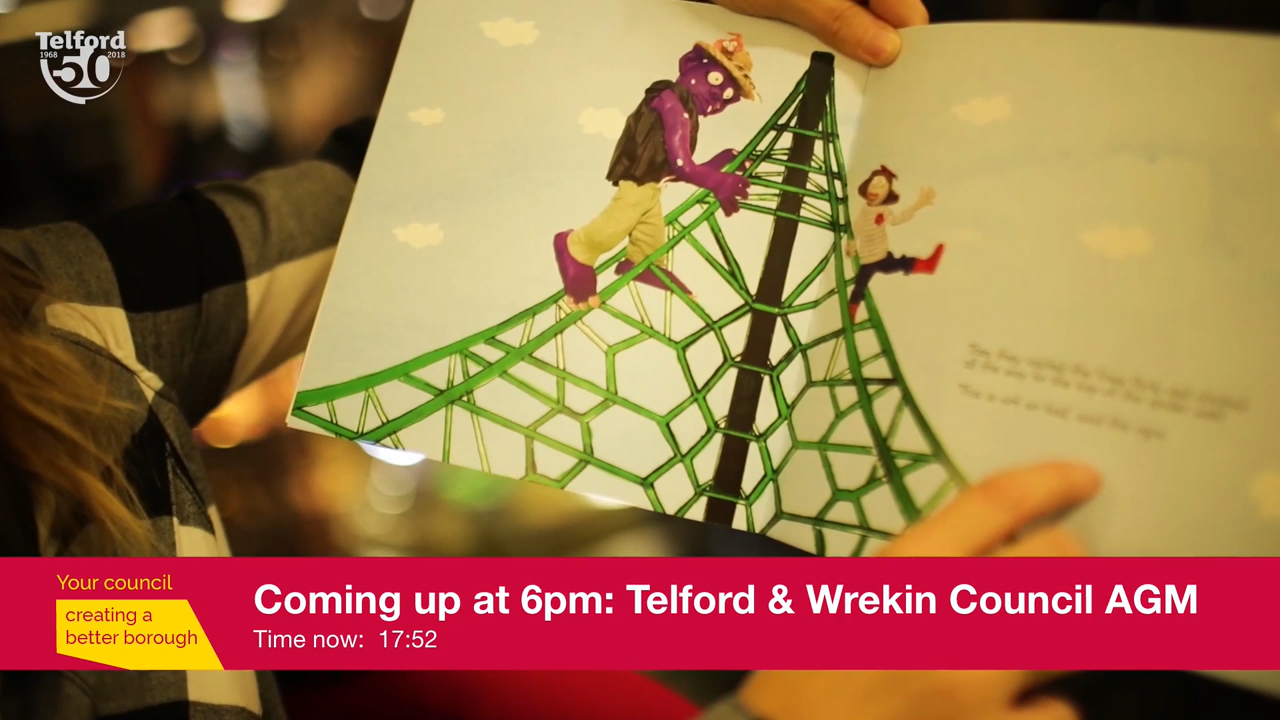 Telford
1968 2018
50
Your council
creating a
better borough
Coming up at 6pm: Telford & Wrekin Council AGM
Time now: 17:52